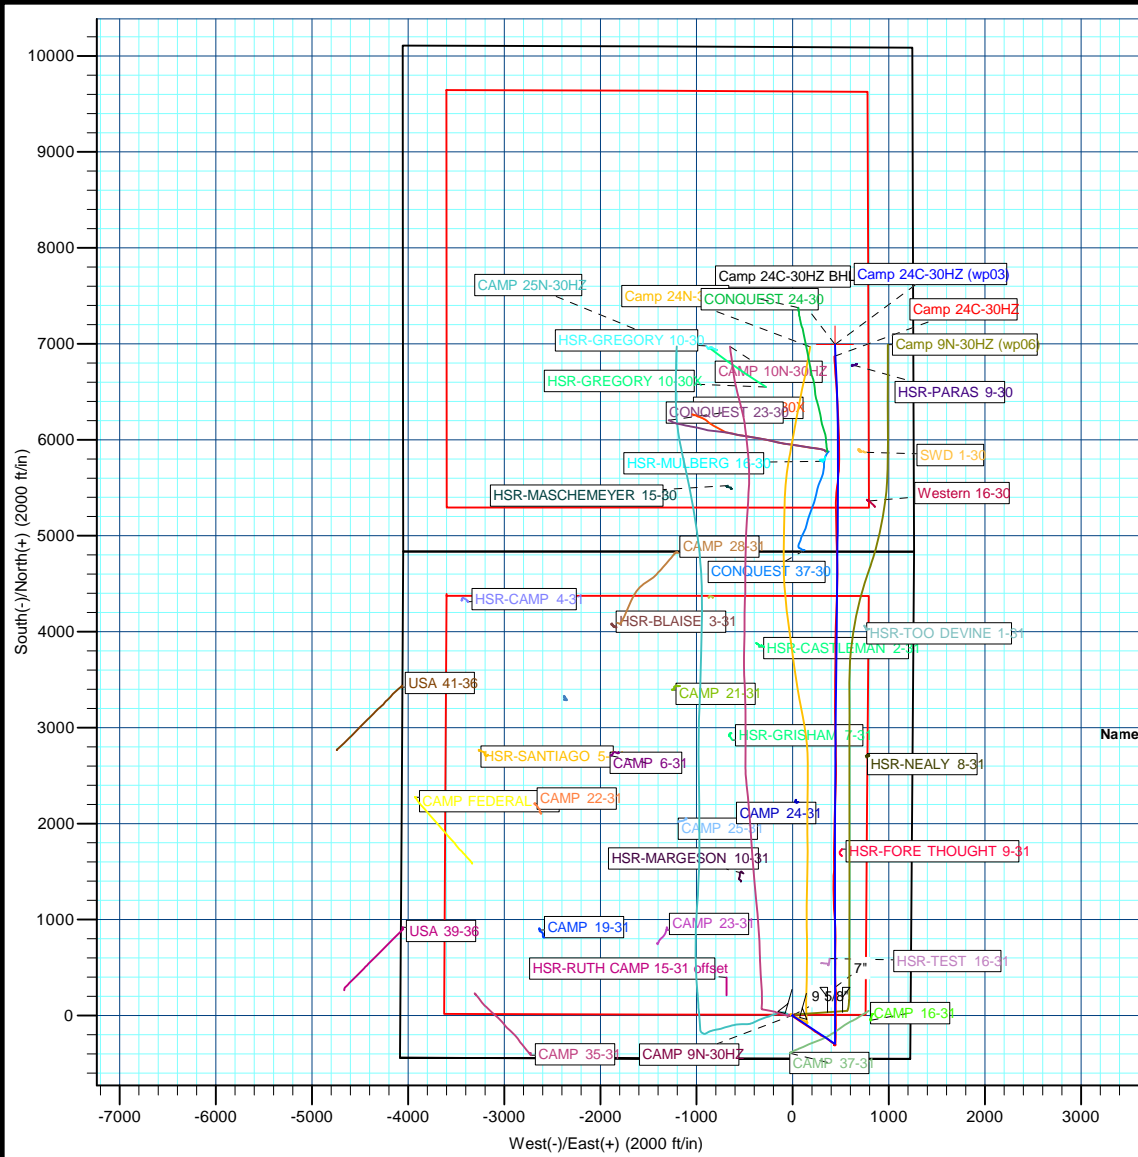 10000
9000
8000
7000
6000
5000
4000
3000
2000
1000
0
South(-)/North(+) (2000 ft/in)
Camp 24C-30HZ BHL
Camp 24C-30HZ (wp03)
CAMP 25N-30HZ
Camp 24N-3
CONQUEST 24-30
Camp 24C-30HZ
HSR-GREGORY 10-30
Camp 9N-30HZ (wp06)
HSR-GREGORY 10-30X
CAMP 10N-30HZ
HSR-PARAS 9-30
CONQUEST 23-30
30X
HSR-MULBERG 16-30
SWD 1-30
HSR-MASCHEMEYER 15-30
Western 16-30
CAMP 28-31
CONQUEST 37-30
HSR-CAMP 4-31
HSR-BLAISE 3-31
HSR-TOO DEVINE 1-31
HSR-CASTLEMAN 2-31
USA 41-36
CAMP 21-31
HSR-GRISHAM 7-31
Name
HSR-SANTIAGO 5-
CAMP 6-31
HSR-NEALY 8-31
CAMP FEDERAL
CAMP 22-31
CAMP 24-31
CAMP 25-31
HSR-MARGESON 10-31
HSR-FORE THOUGHT 9-31
USA 39-36
CAMP 19-31
CAMP 23-31
HSR-RUTH CAMP 15-31 offset
HSR-TEST 16-31
7"
9 5/8"
CAMP 16-31
CAMP 35-31
CAMP 9N-30HZ
CAMP 37-31
-7000 -6000 -5000 -4000 -3000 -2000 -1000 0 1000 2000 3000
West(-)/East(+) (2000 ft/in)